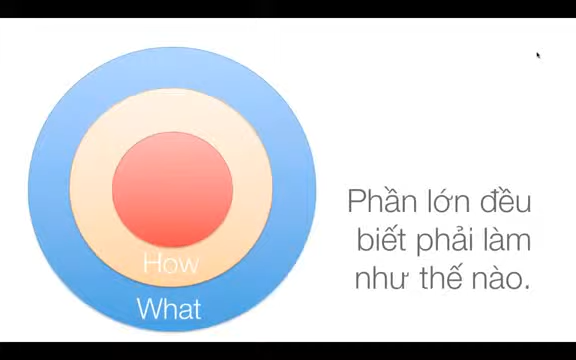 How
What
Phần lớn đều
biết phải làm
như thế nào.